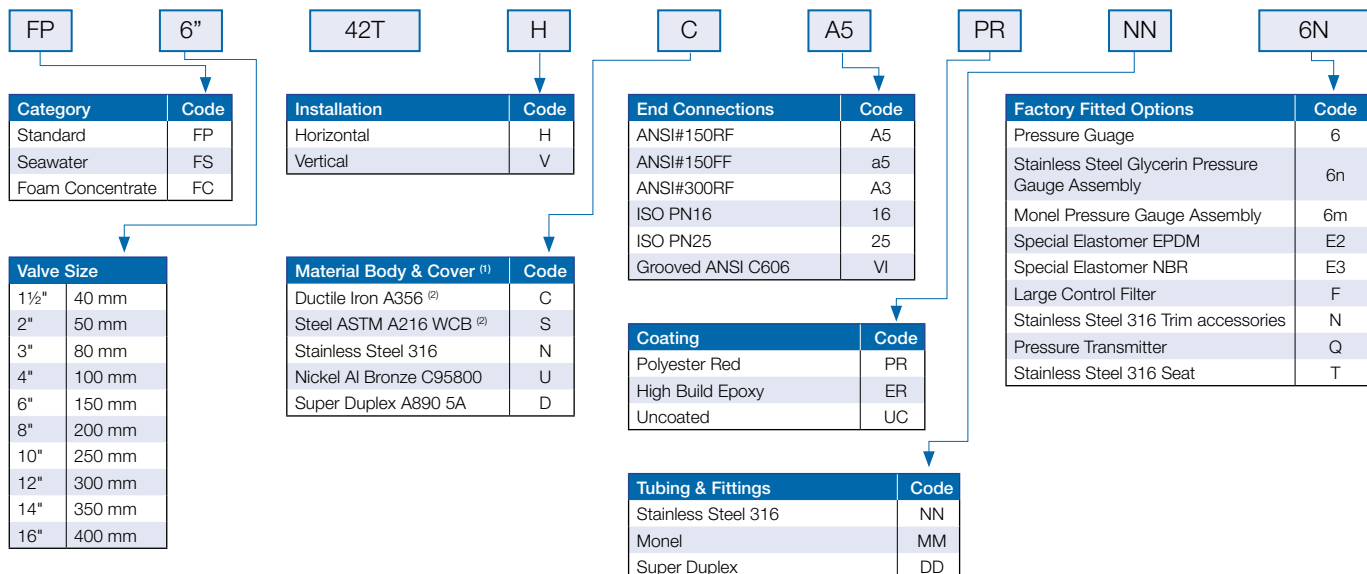 FP 6” 42T H C A5 PR NN 6N
Category Code
Standard FP
Seawater FS
Foam Concentrate FC
Valve Size
1½" 40 mm
2" 50 mm
3" 80 mm
4" 100 mm
6" 150 mm
8" 200 mm
10" 250 mm
12" 300 mm
14" 350 mm
16" 400 mm
Installation Code
Horizontal H
Vertical V
Material Body & Cover (1) Code
Ductile Iron A356 (2) C
Steel ASTM A216 WCB (2) S
Stainless Steel 316 N
Nickel Al Bronze C95800 U
Super Duplex A890 5A D
End Connections Code
ANSI#150RF A5
ANSI#150FF a5
ANSI#300RF A3
ISO PN16 16
ISO PN25 25
Grooved ANSI C606 VI
Coating Code
Polyester Red PR
High Build Epoxy ER
Uncoated UC
Tubing & Fittings Code
Stainless Steel 316 NN
Monel MM
Super Duplex DD
Factory Fitted Options Code
Pressure Guage 6
Stainless Steel Glycerin Pressure
Gauge Assembly 6n
Monel Pressure Gauge Assembly 6m
Special Elastomer EPDM E2
Special Elastomer NBR E3
Large Control Filter F
Stainless Steel 316 Trim accessories N
Pressure Transmitter Q
Stainless Steel 316 Seat T